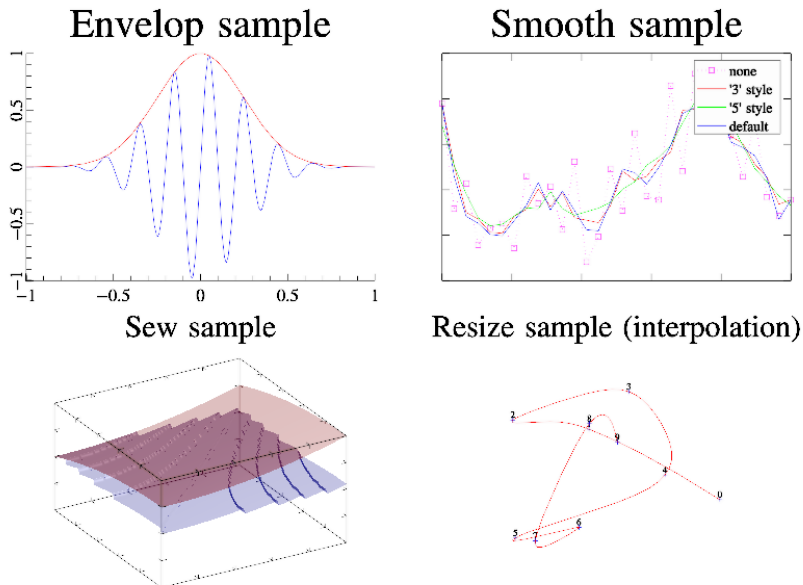 Envelop sample
Smooth sample
1
0.5
0
−0.5
−1
−1
−0.5
0
0.5
1
none
'3' style
'5' style
default
Sew sample
Resize sample (interpolation)
3
2
8
9
4
0
6
5
7